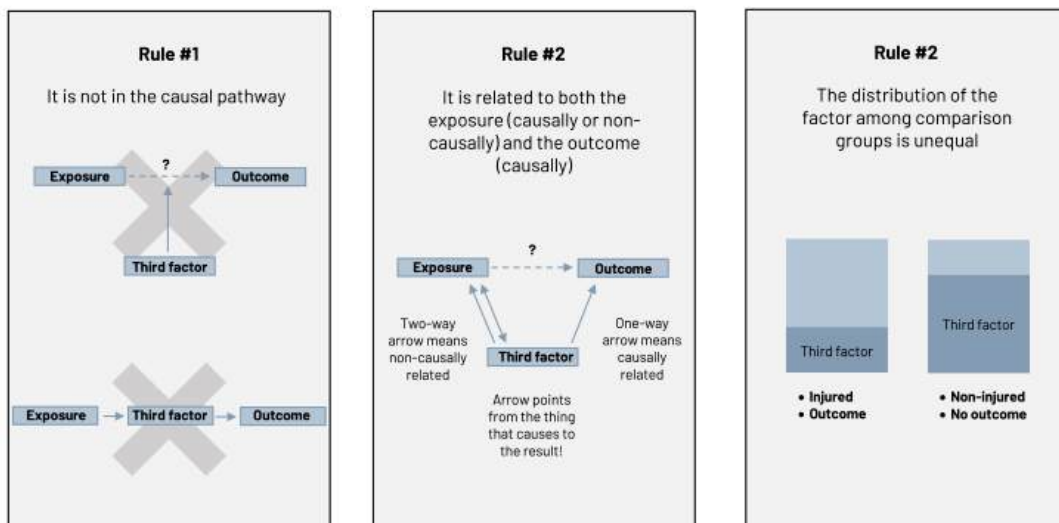 Rule #1
It is not in the causal pathway
?
Exposure
Outcome
Third factor
Exposure
Third factor
Outcome
Rule #2
It is related to both the
exposure (causally or non-
causally) and the outcome
(causally)
?
Exposure
Outcome
Two-way
arrow means
non-causally
related
Third factor
One-way
arrow means
causally
related
Arrow points
from the thing
that causes to
the result!
Rule #2
The distribution of the
factor among comparison
groups is unequal
Third factor
Third factor
• Injured
• Outcome
• Non-injured
• No outcome